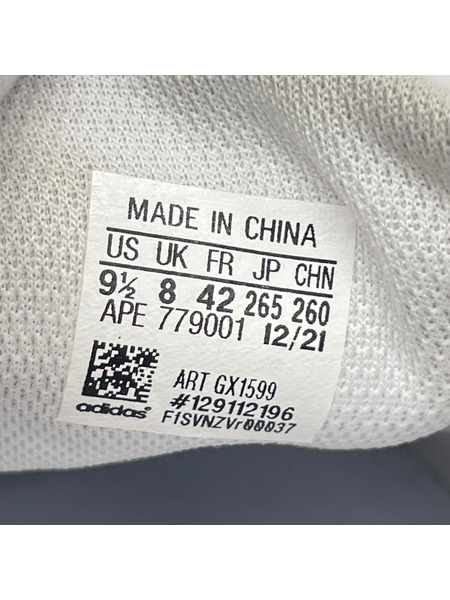 MADE IN CHINA
US UK FR JP CHN
9½ 8 42 265 260
APE 779001 12/21
ART GX1599
#129112196
adidas® F1SVNZVr00037